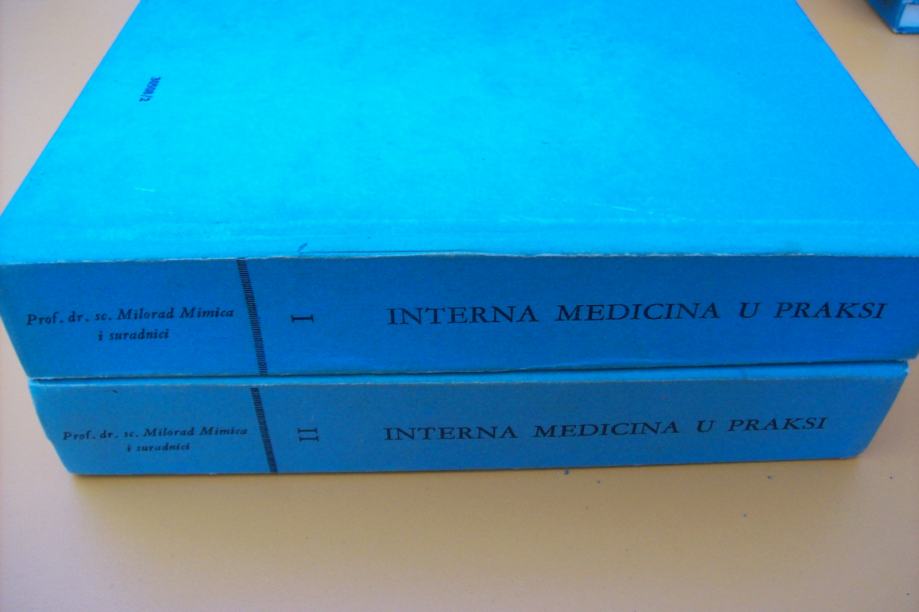 Prof. dr. sc. Milorad Mimica
i suradnici
I
INTERNA MEDICINA U PRAKSI
Prof. dr. sc. Milorad Mimica
i suradnici
II
INTERNA MEDICINA U PRAKSI